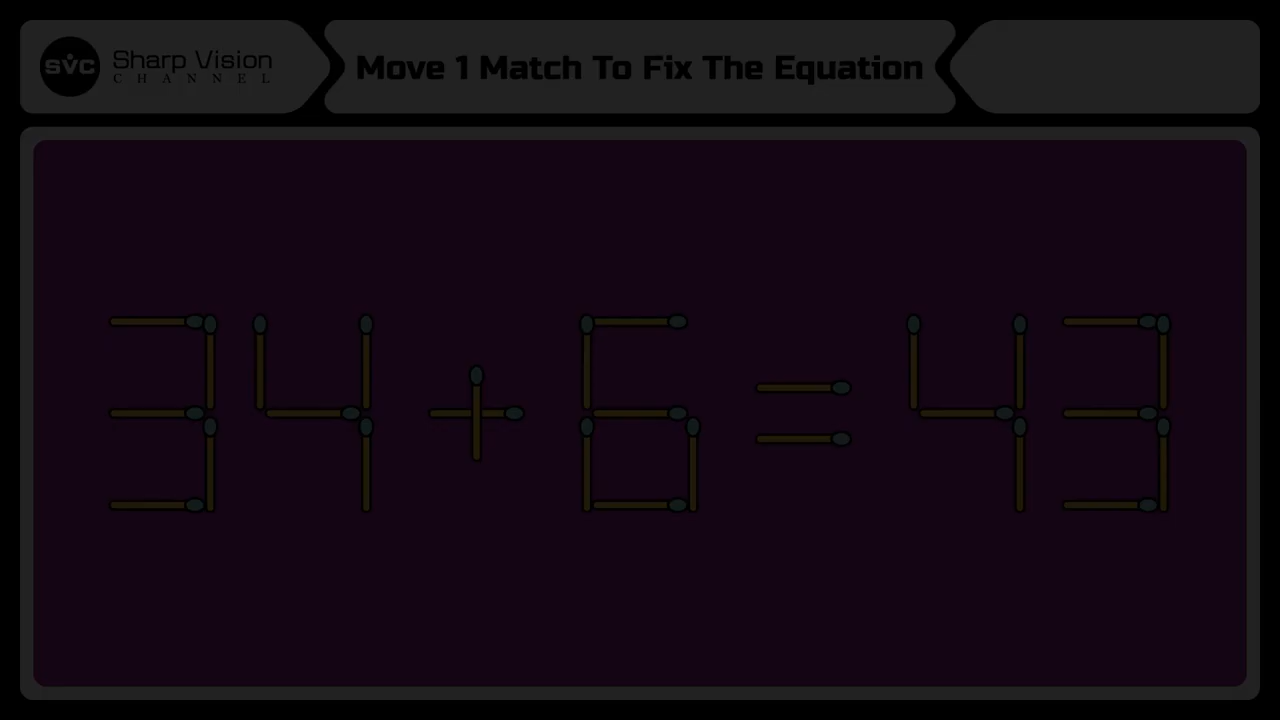 SVC
Sharp Vision
CHANNEL
Move 1 Match To Fix The Equation
34+6=43